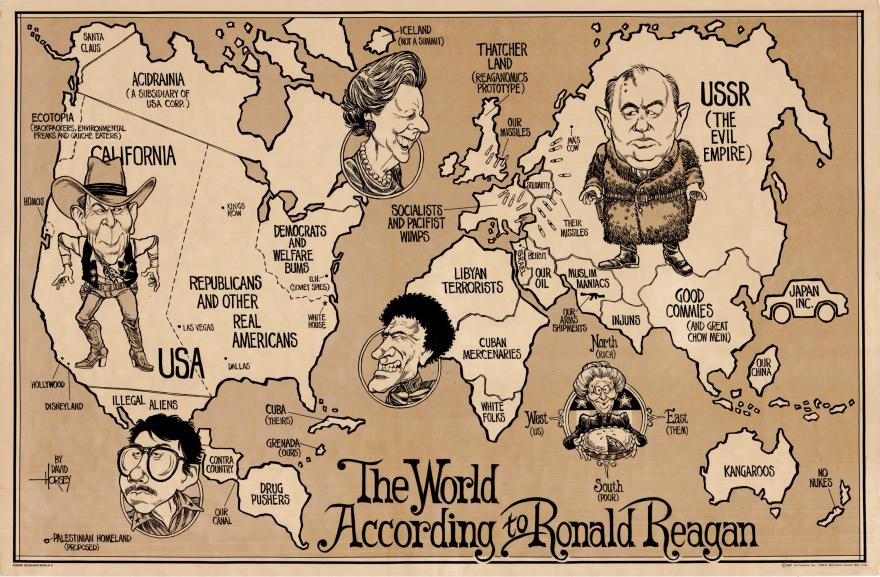 SANTA
CLAUS
ACIDRAINIA
(A SUBSIDIARY OF
USA CORP.)
ECOTOPIA
(BACKPACKERS, ENVIRONMENTAL
FREAKS AND QUICHE EATERS)
CALIFORNIA
HOMOS
KINGS
ROW
DEMOCRATS
AND
WELFARE
BUMS
U.N.
(SOVIET SPIES)
REPUBLICANS
AND OTHER
REAL
AMERICANS
WHITE
HOUSE
LAS VEGAS
USA
DALLAS
HOLLYWOOD
DISNEYLAND
ILLEGAL ALIENS
ICELAND
(NOT A SUMMIT)
THATCHER
LAND
(REAGANOMICS
PROTOTYPE)
OUR
MISSILES
SOCIALISTS
AND PACIFIST
WIMPS
SOLIDARITY
MA'S
COW
THEIR
MISSILES
USSR
(THE
EVIL
EMPIRE)
LIBYAN
TERRORISTS
ISRAEL
BEIRUT
OUR
OIL
MUSLIM
MANIACS
OUR
ARMS
SHIPMENTS
INJUNS
GOOD
COMMIES
(AND GREAT
CHOW MEIN)
JAPAN
INC.
OUR
CHINA
CUBAN
MERCENARIES
WHITE
FOLKS
North
(RICH)
West
(US)
East
(THEM)
South
(POOR)
CUBA
(THEIRS)
GRENADA
(OURS)
CONTRA
COUNTRY
OUR
CANAL
DRUG
PUSHERS
KANGAROOS
NO
NUKES
BY
DAVID
HORSEY
PALESTINIAN HOMELAND
(PROPOSED)
The World
According to Ronald Reagan